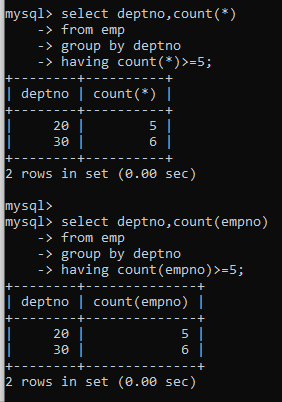 mysql> select deptno,count(*)
    -> from emp
    -> group by deptno
    -> having count(*)>=5;
+--------+----------+
| deptno | count(*) |
+--------+----------+
|     20 |        5 |
|     30 |        6 |
+--------+----------+
2 rows in set (0.00 sec)

mysql>
mysql> select deptno,count(empno)
    -> from emp
    -> group by deptno
    -> having count(empno)>=5;
+--------+--------------+
| deptno | count(empno) |
+--------+--------------+
|     20 |            5 |
|     30 |            6 |
+--------+--------------+
2 rows in set (0.00 sec)